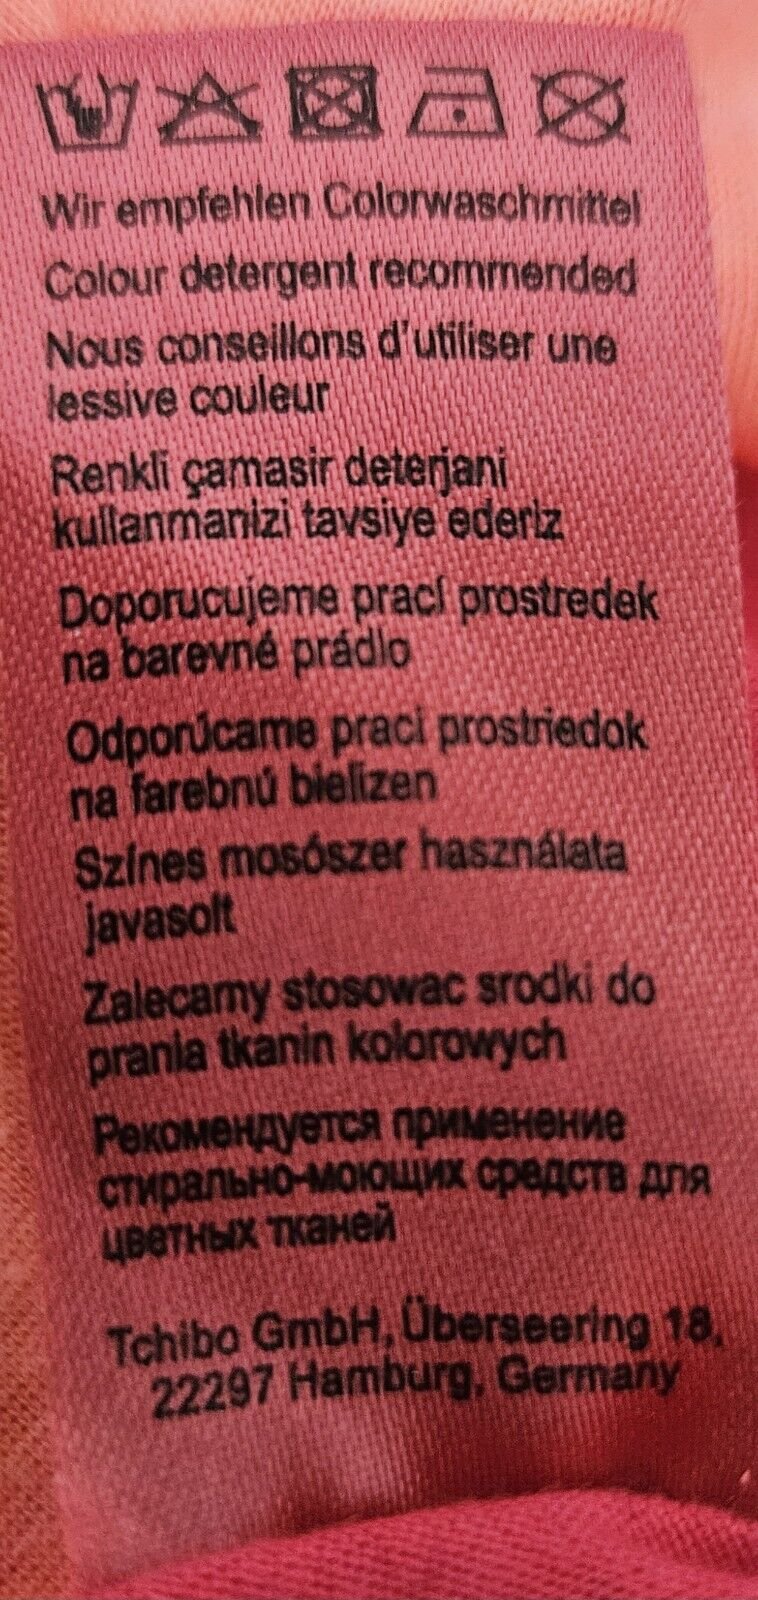 Wir empfehlen Colorwaschmittel
Colour detergent recommended
Nous conseillons d'utiliser une
lessive couleur
Renkli çamasir deterjani
kullanmanizi tavsiye ederiz
Doporucujeme prací prostredek
na barevné prádlo
Odporúcame praci prostriedok
na farebnú bielizen
Színes mosószer használata
javasolt
Zalecamy stosowac srodki do
prania tkanin kolorowych
Рекомендуется применение
стирально-моющих средств для
цветных тканей
Tchibo GmbH, Überseering 18,
22297 Hamburg, Germany